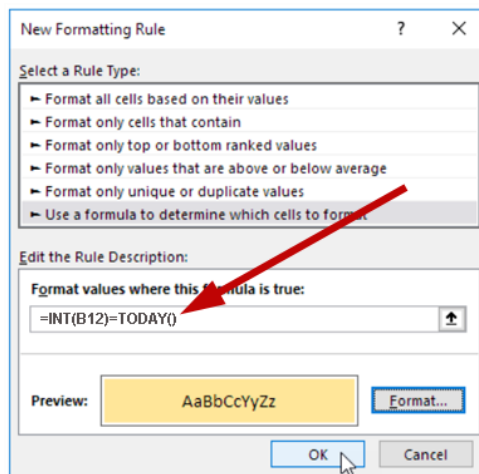 New Formatting Rule ?
Select a Rule Type:
► Format all cells based on their values
► Format only cells that contain
► Format only top or bottom ranked values
► Format only values that are above or below average
► Format only unique or duplicate values
► Use a formula to determine which cells to format
Edit the Rule Description:
Format values where this formula is true:
=INT(B12)=TODAY()
Preview: AaBbCcYyZz Format...
OK Cancel